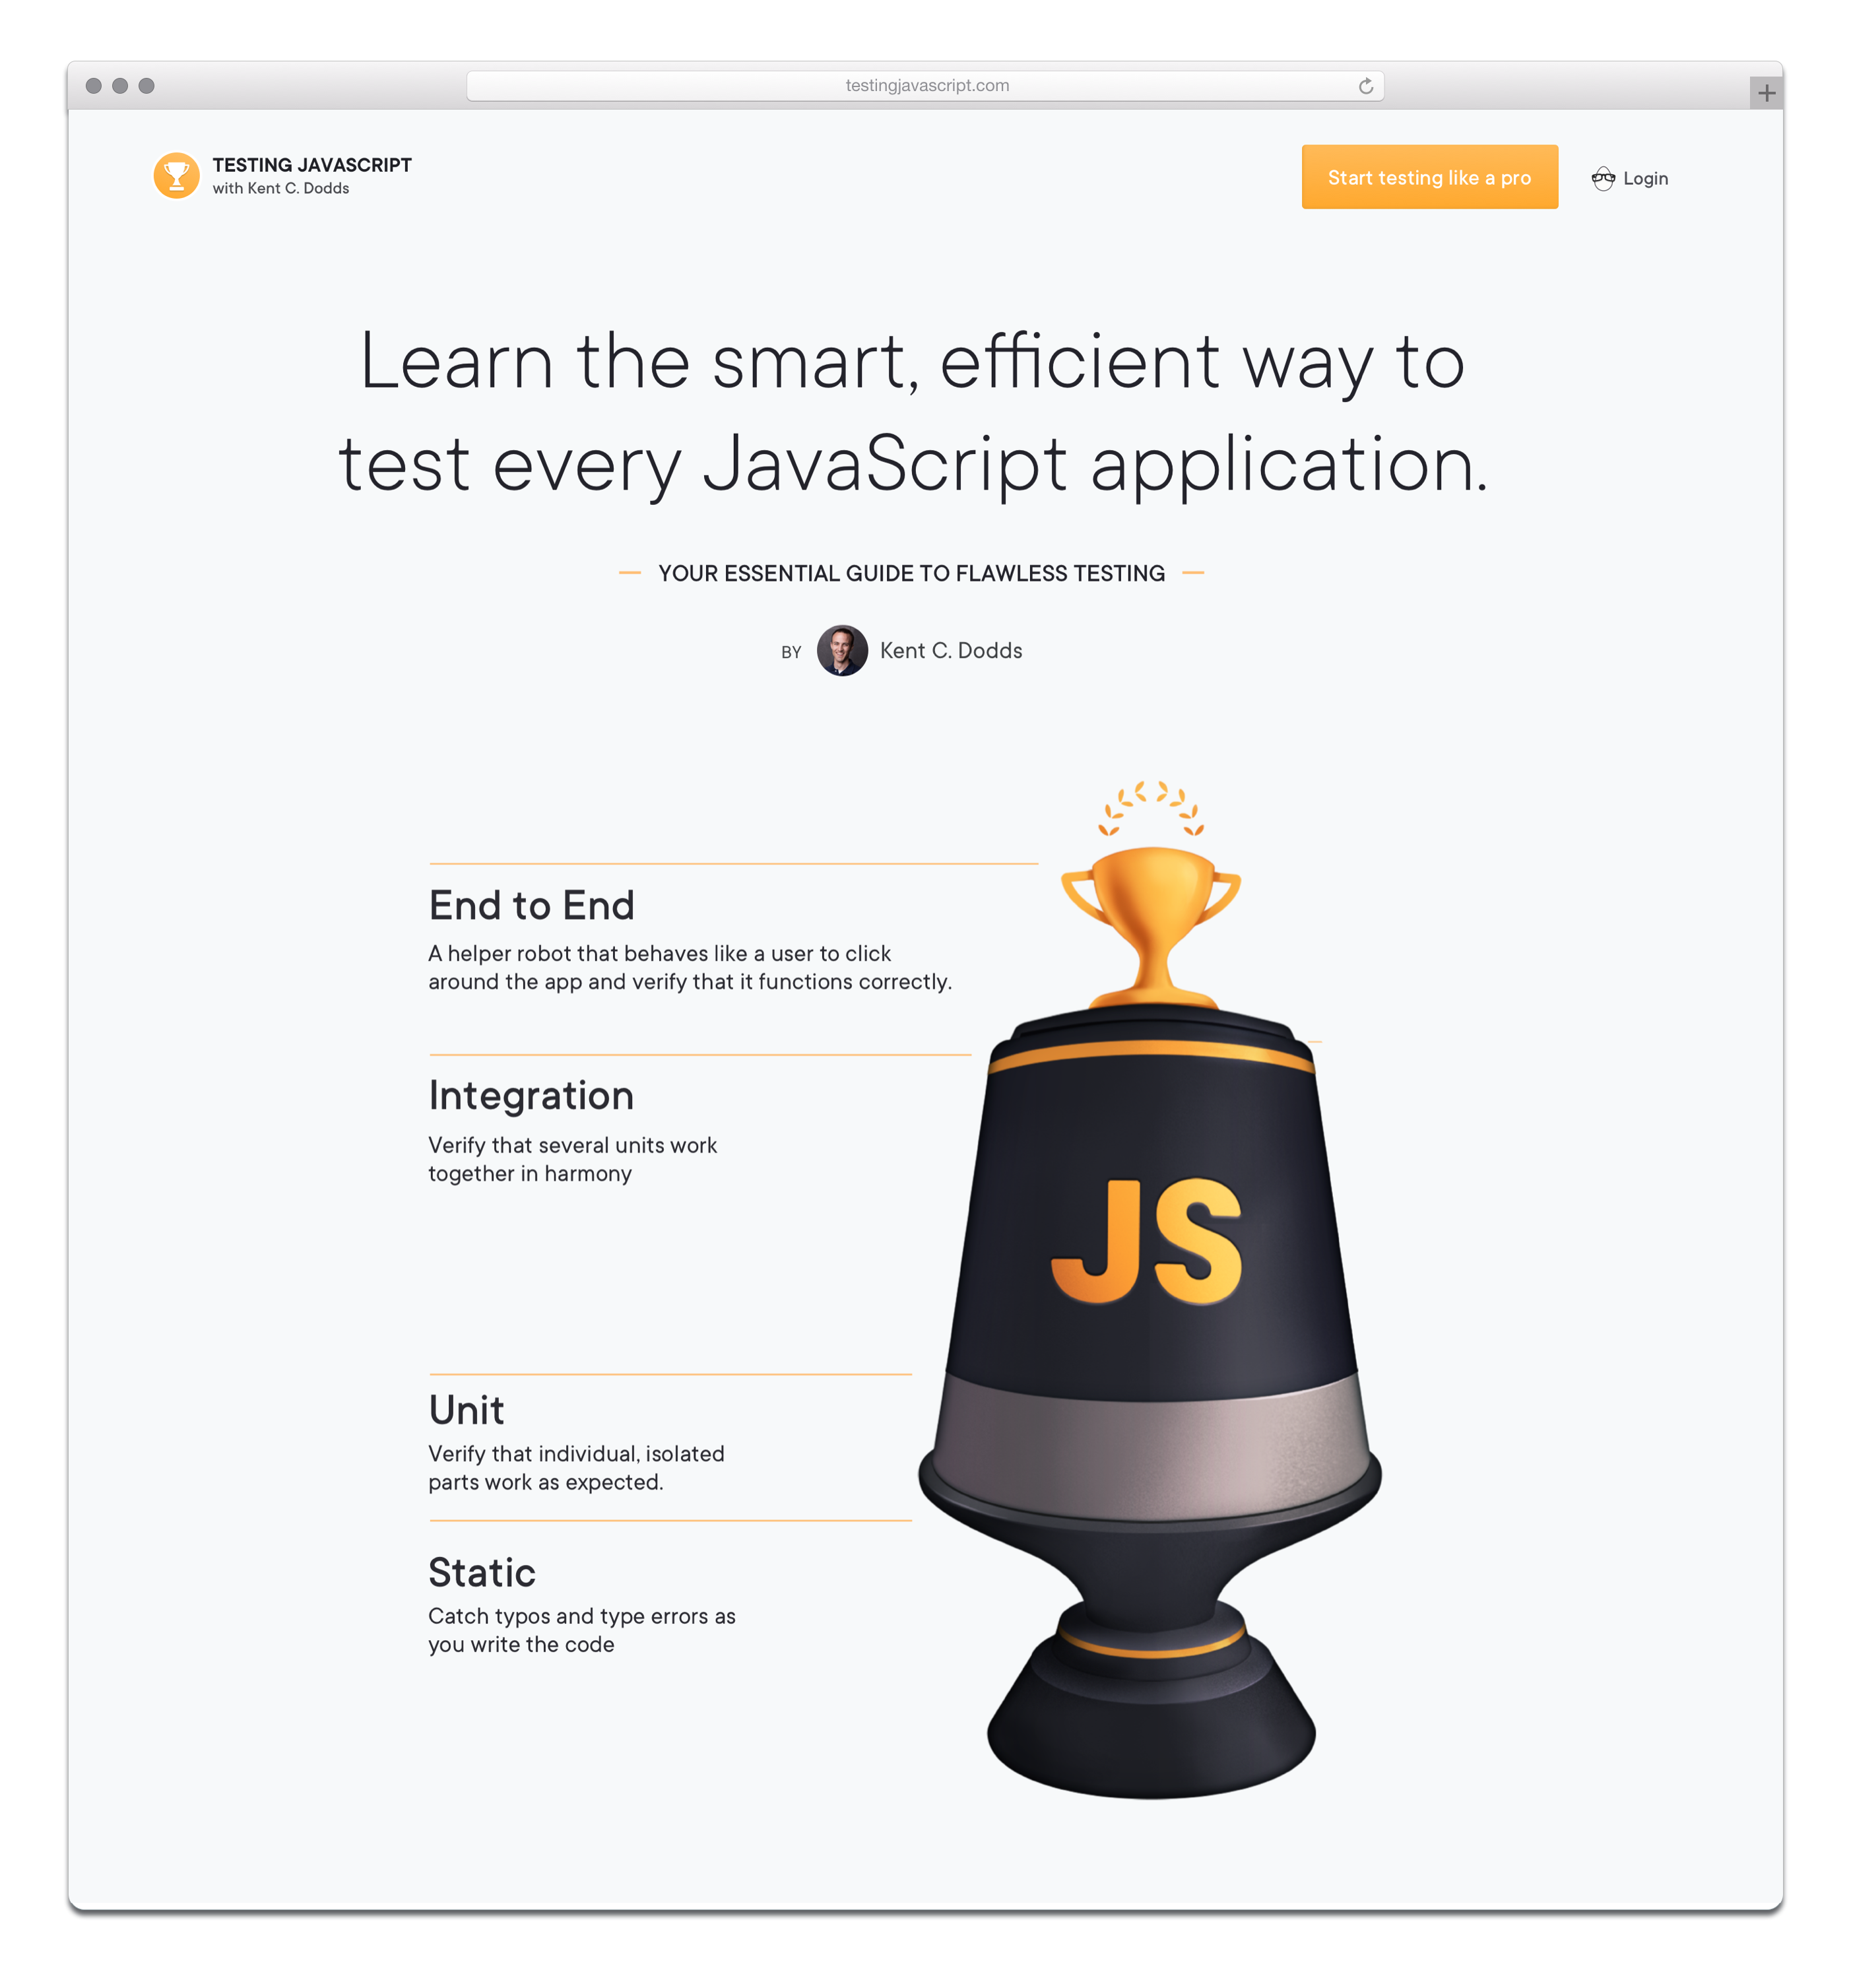 testingjavascript.com
TESTING JAVASCRIPT
with Kent C. Dodds
Start testing like a pro
Login
Learn the smart, efficient way to
test every JavaScript application.
YOUR ESSENTIAL GUIDE TO FLAWLESS TESTING
BY Kent C. Dodds
End to End
A helper robot that behaves like a user to click
around the app and verify that it functions correctly.
Integration
Verify that several units work
together in harmony
JS
Unit
Verify that individual, isolated
parts work as expected.
Static
Catch typos and type errors as
you write the code